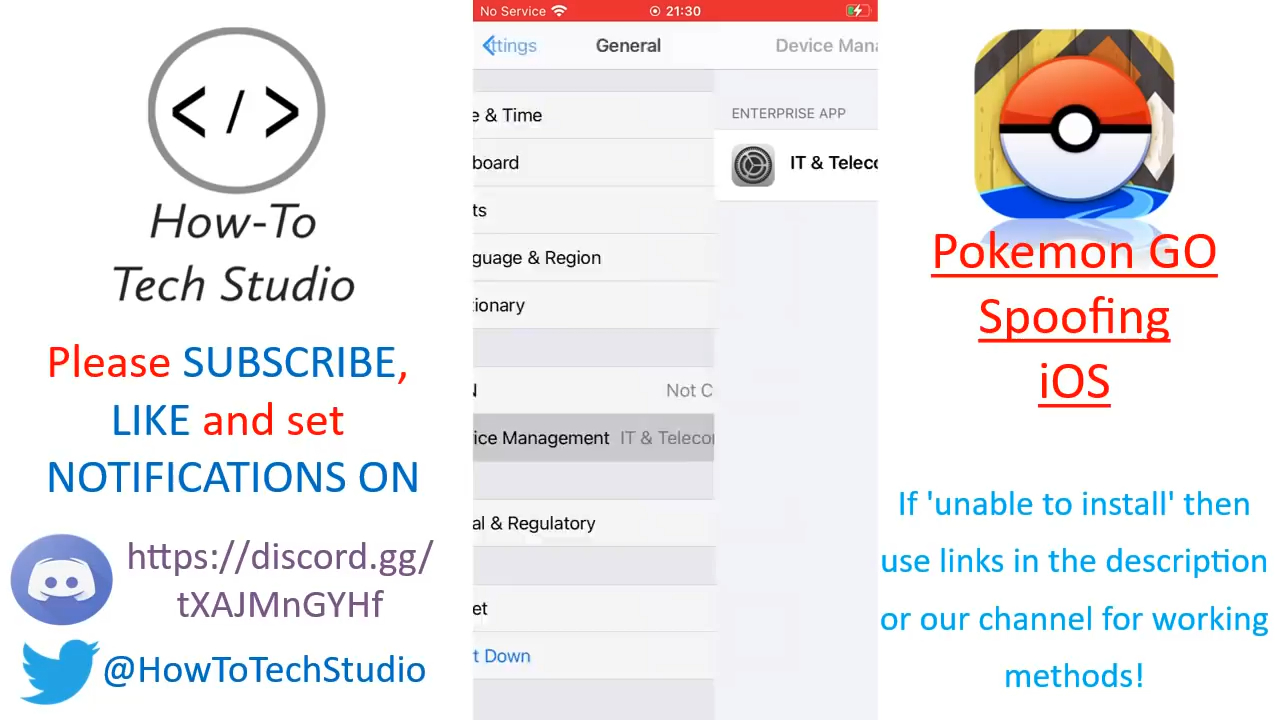 </>
How-To
Tech Studio
Please SUBSCRIBE,
LIKE and set
NOTIFICATIONS ON
https://discord.gg/
tXAJMnGYHf
@HowToTechStudio
No Service 21:30
ttings General Device Mana
e & Time
board
ts
guage & Region
ionary
Not C
ice Management IT & Teleco
al & Regulatory
et
t Down
ENTERPRISE APP
IT & Teleco
Pokemon GO
Spoofing
iOS
If 'unable to install' then
use links in the description
or our channel for working
methods!